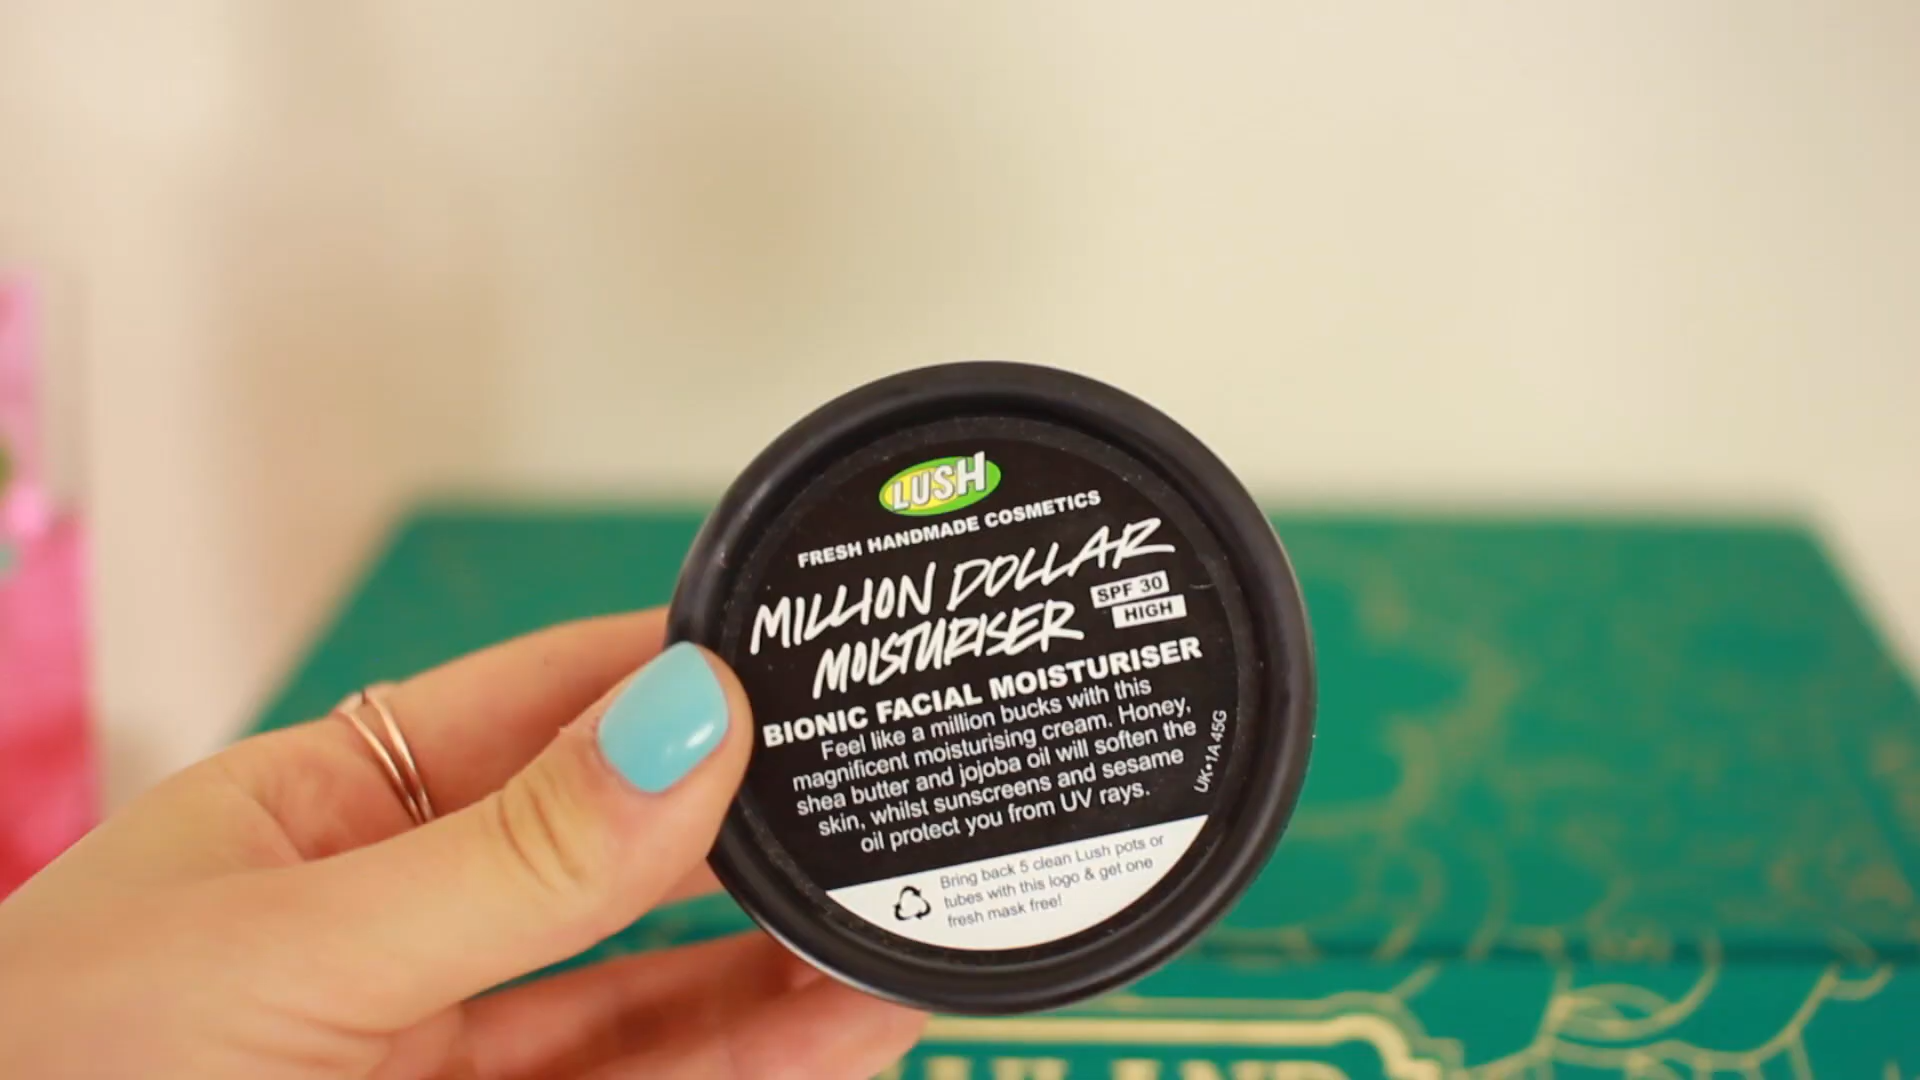 LUSH
FRESH HANDMADE COSMETICS
MILLION DOLLAR
MOISTURISER
SPF 30
HIGH
BIONIC FACIAL MOISTURISER
Feel like a million bucks with this
magnificent moisturising cream. Honey,
shea butter and jojoba oil will soften the
skin, whilst sunscreens and sesame
oil protect you from UV rays.
UK•1A 45G
Bring back 5 clean Lush pots or
tubes with this logo & get one
fresh mask free!